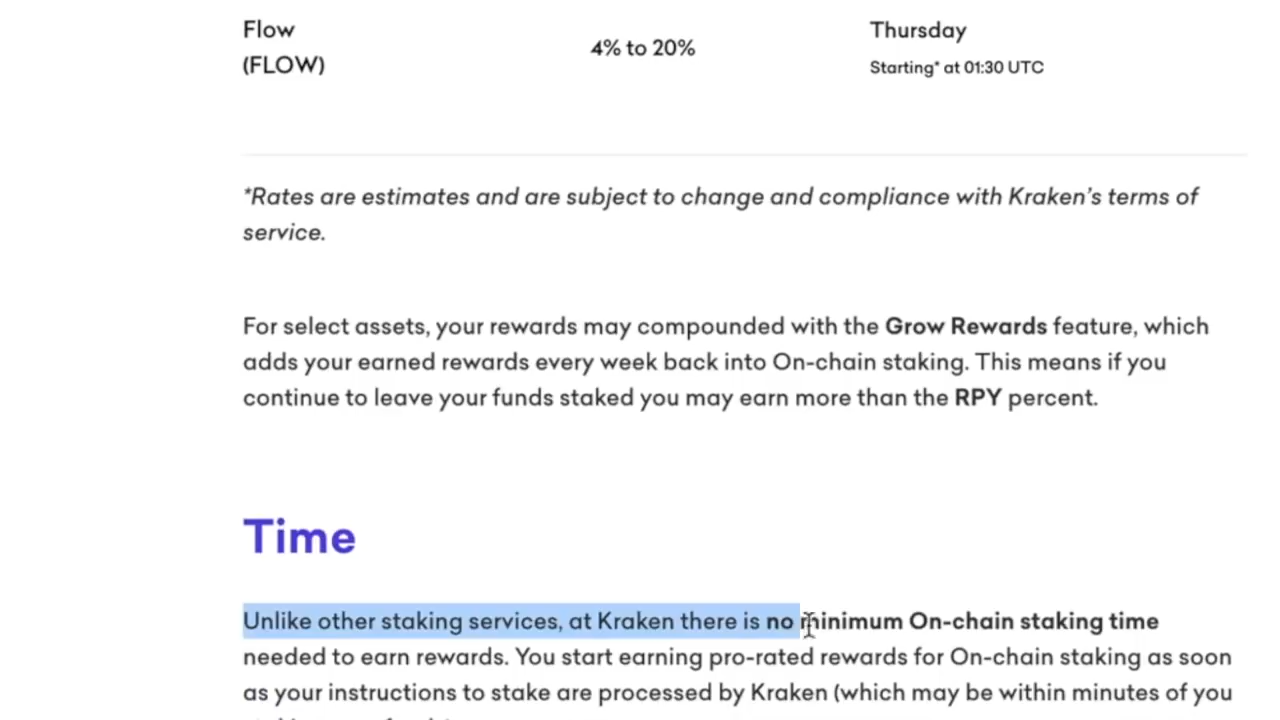 Flow
(FLOW)
4% to 20%
Thursday
Starting* at 01:30 UTC
*Rates are estimates and are subject to change and compliance with Kraken's terms of
service.
For select assets, your rewards may compounded with the Grow Rewards feature, which
adds your earned rewards every week back into On-chain staking. This means if you
continue to leave your funds staked you may earn more than the RPY percent.
Time
Unlike other staking services, at Kraken there is no minimum On-chain staking time
needed to earn rewards. You start earning pro-rated rewards for On-chain staking as soon
as your instructions to stake are processed by Kraken (which may be within minutes of you